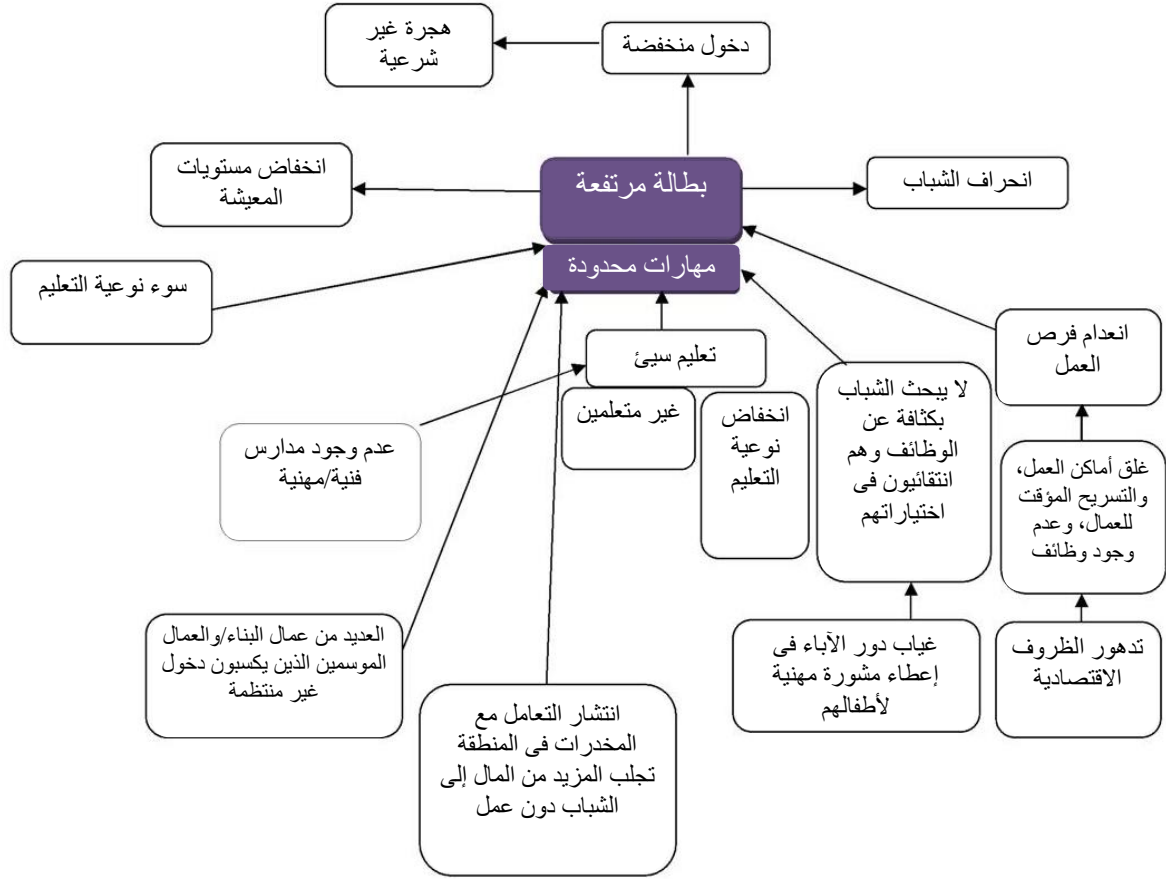 هجرة غير
شرعية
دخول منخفضة
انخفاض مستويات
المعيشة
بطالة مرتفعة
انحراف الشباب
مهارات محدودة
سوء نوعية التعليم
انعدام فرص
العمل
تعليم سيئ
غير متعلمين
انخفاض
نوعية
التعليم
لا يبحث الشباب
بكثافة عن
الوظائف وهم
انتقائيون فى
اختياراتهم
عدم وجود مدارس
فنية/مهنية
غلق أماكن العمل،
والتسريح المؤقت
للعمال، وعدم
وجود وظائف
العديد من عمال البناء/والعمال
الموسمين الذين يكسبون دخول
غير منتظمة
انتشار التعامل مع
المخدرات فى المنطقة
تجلب المزيد من المال إلى
الشباب دون عمل
غياب دور الآباء فى
إعطاء مشورة مهنية
لأطفالهم
تدهور الظروف
الاقتصادية